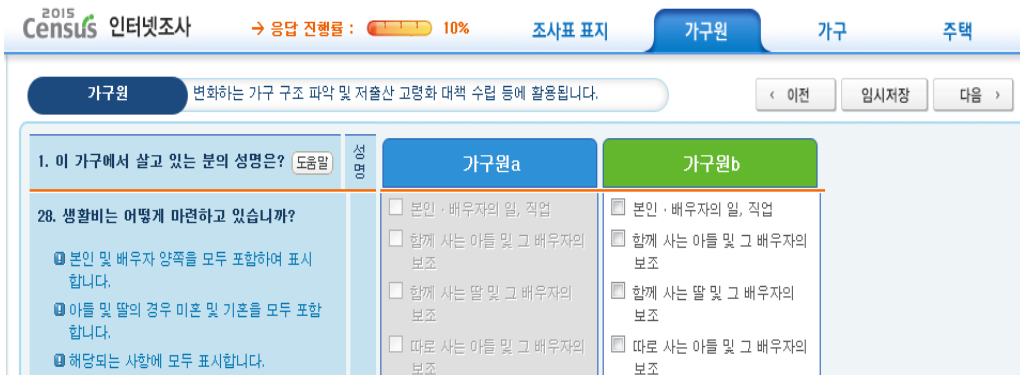 2015
Census 인터넷조사
→ 응답 진행률 : 10%
조사표 표지
가구원
가구
주택
가구원
변화하는 가구 구조 파악 및 저출산 고령화 대책 수립 등에 활용됩니다.
< 이전
임시저장
다음 >
1. 이 가구에서 살고 있는 분의 성명은? 도움말
성명
가구원a
가구원b
28. 생활비는 어떻게 마련하고 있습니까?
본인 및 배우자 양쪽을 모두 포함하여 표시
합니다.
아들 및 딸의 경우 미혼 및 기혼을 모두 포함
합니다.
해당되는 사항에 모두 표시합니다.
본인 · 배우자의 일, 직업
함께 사는 아들 및 그 배우자의
보조
함께 사는 딸 및 그 배우자의
보조
따로 사는 아들 및 그 배우자의
보조
본인 · 배우자의 일, 직업
함께 사는 아들 및 그 배우자의
보조
함께 사는 딸 및 그 배우자의
보조
따로 사는 아들 및 그 배우자의
보조